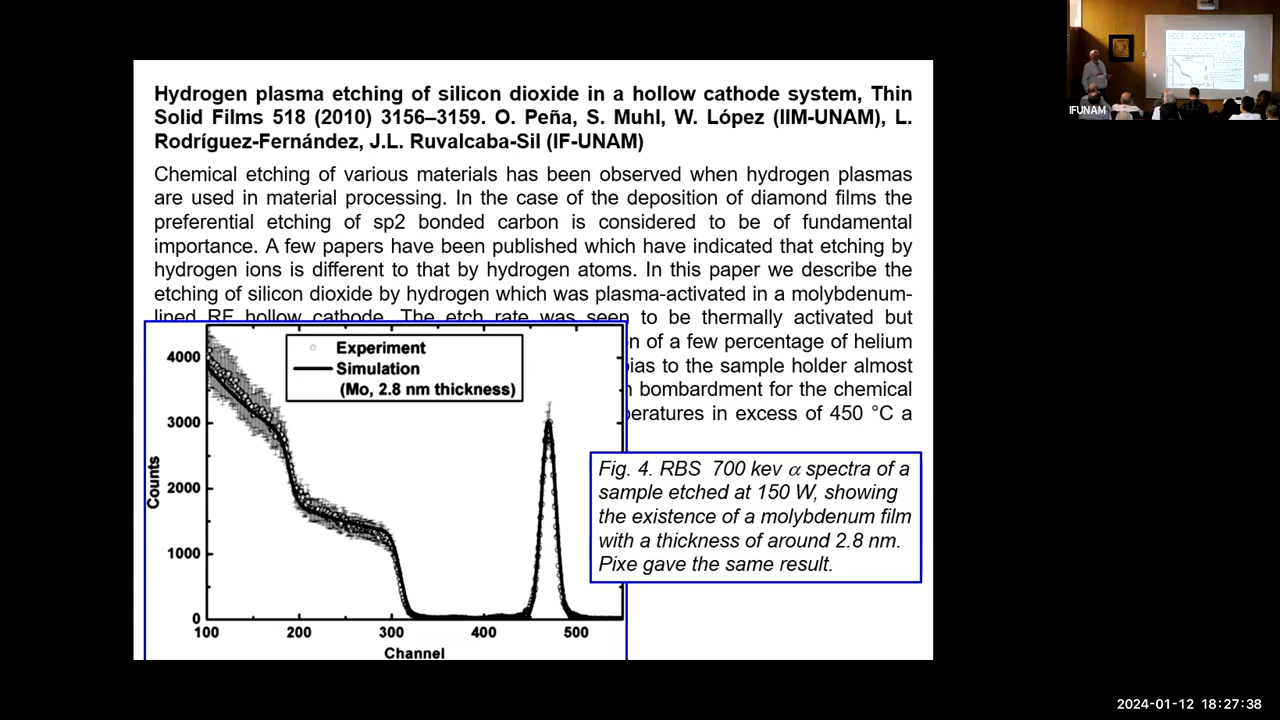 Hydrogen plasma etching of silicon dioxide in a hollow cathode system, Thin
Solid Films 518 (2010) 3156–3159. O. Peña, S. Muhl, W. López (IIM-UNAM), L.
Rodríguez-Fernández, J.L. Ruvalcaba-Sil (IF-UNAM)
Chemical etching of various materials has been observed when hydrogen plasmas
are used in material processing. In the case of the deposition of diamond films the
preferential etching of sp2 bonded carbon is considered to be of fundamental
importance. A few papers have been published which have indicated that etching by
hydrogen ions is different to that by hydrogen atoms. In this paper we describe the
etching of silicon dioxide by hydrogen which was plasma-activated in a molybdenum-
lined RF hollow cathode. The etch rate was seen to be thermally activated but
of a few percentage of helium
bias to the sample holder almost
bombardment for the chemical
peratures in excess of 450 °C a
Experiment
Simulation
(Mo, 2.8 nm thickness)
Counts
4000
3000
2000
1000
0
100 200 300 400 500
Channel
Fig. 4. RBS 700 kev α spectra of a
sample etched at 150 W, showing
the existence of a molybdenum film
with a thickness of around 2.8 nm.
Pixe gave the same result.
IFUNAM
2024-01-12 18:27:38